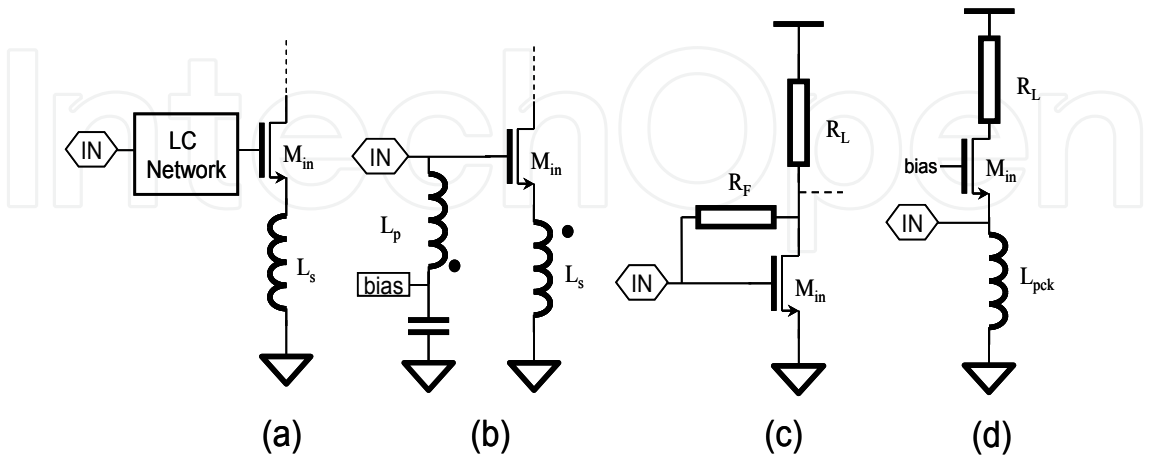 IntechOpen
IN
LC
Network
M_in
L_s
(a)
IN
L_p
bias
M_in
L_s
(b)
R_L
R_F
IN
M_in
(c)
R_L
bias
M_in
IN
L_pck
(d)